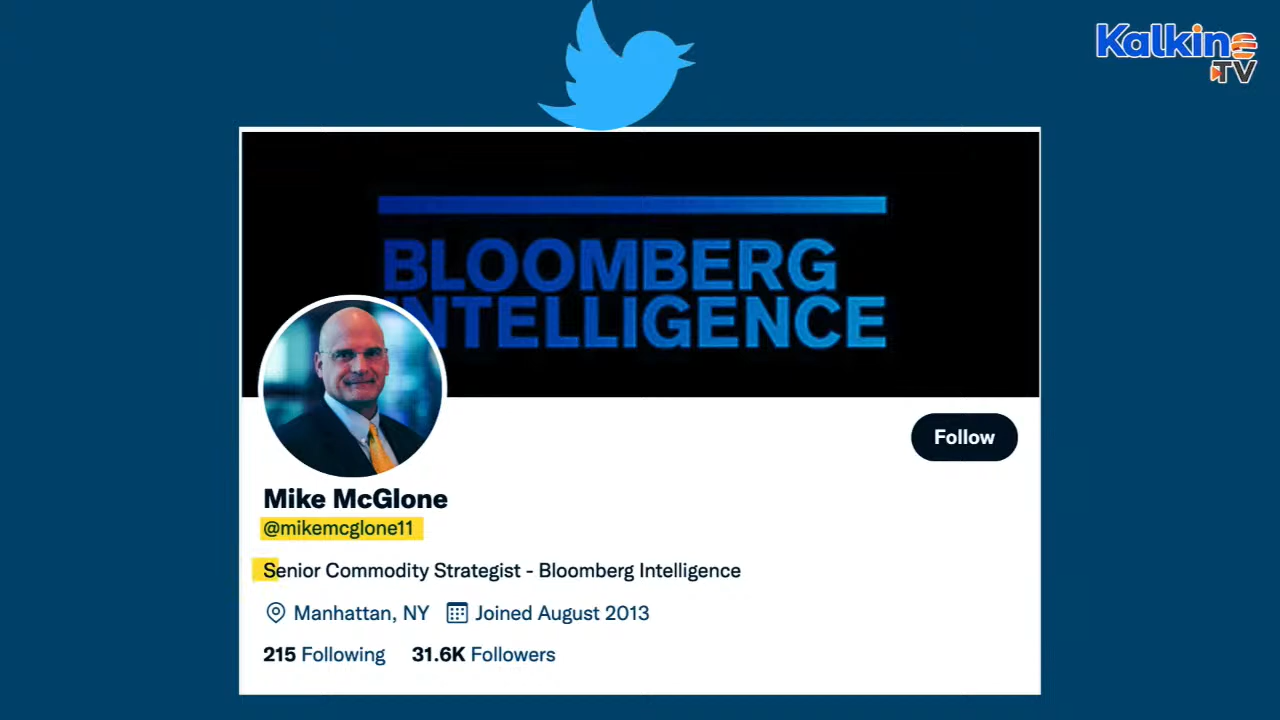 Kalkine
TV
BLOOMBERG
INTELLIGENCE
Follow
Mike McGlone
@mikemcglone11
Senior Commodity Strategist - Bloomberg Intelligence
Manhattan, NY Joined August 2013
215 Following 31.6K Followers